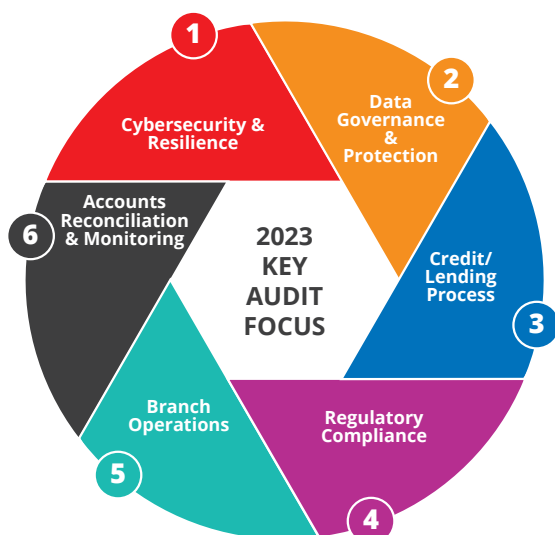 1
Cybersecurity &
Resilience
2
Data
Governance
&
Protection
3
Credit/
Lending
Process
4
Regulatory
Compliance
5
Branch
Operations
6
Accounts
Reconciliation
& Monitoring
2023
KEY
AUDIT
FOCUS